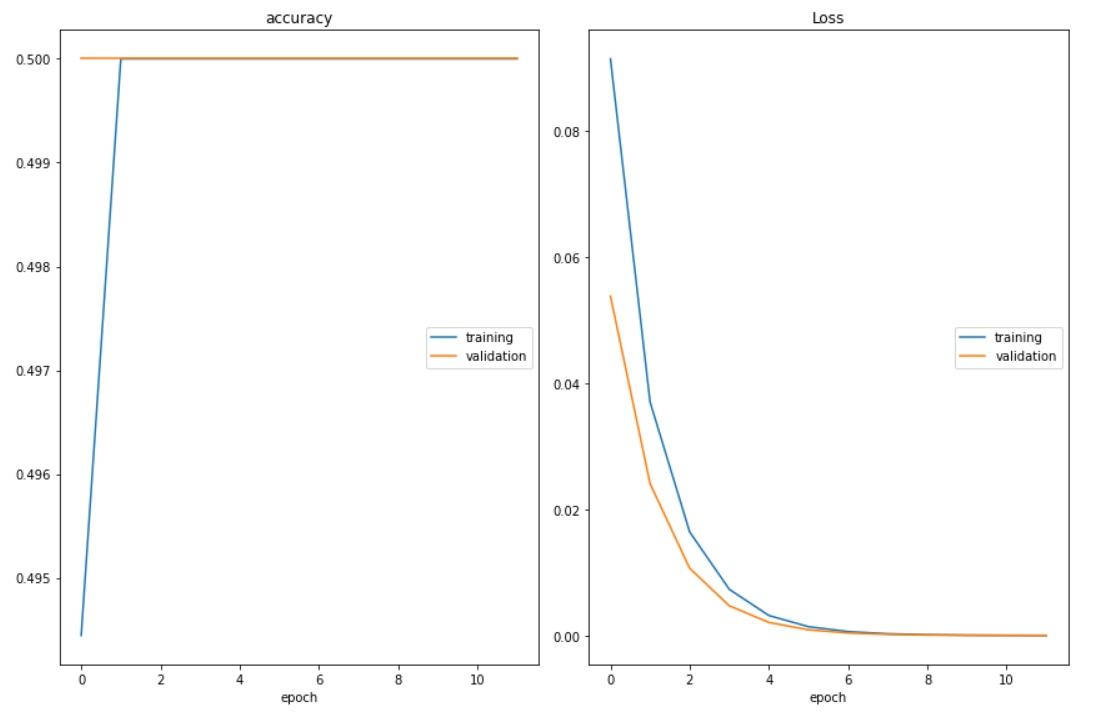 accuracy
0.500
0.499
0.498
0.497
0.496
0.495
training
validation
0 2 4 6 8 10
epoch
Loss
0.08
0.06
0.04
0.02
0.00
training
validation
0 2 4 6 8 10
epoch